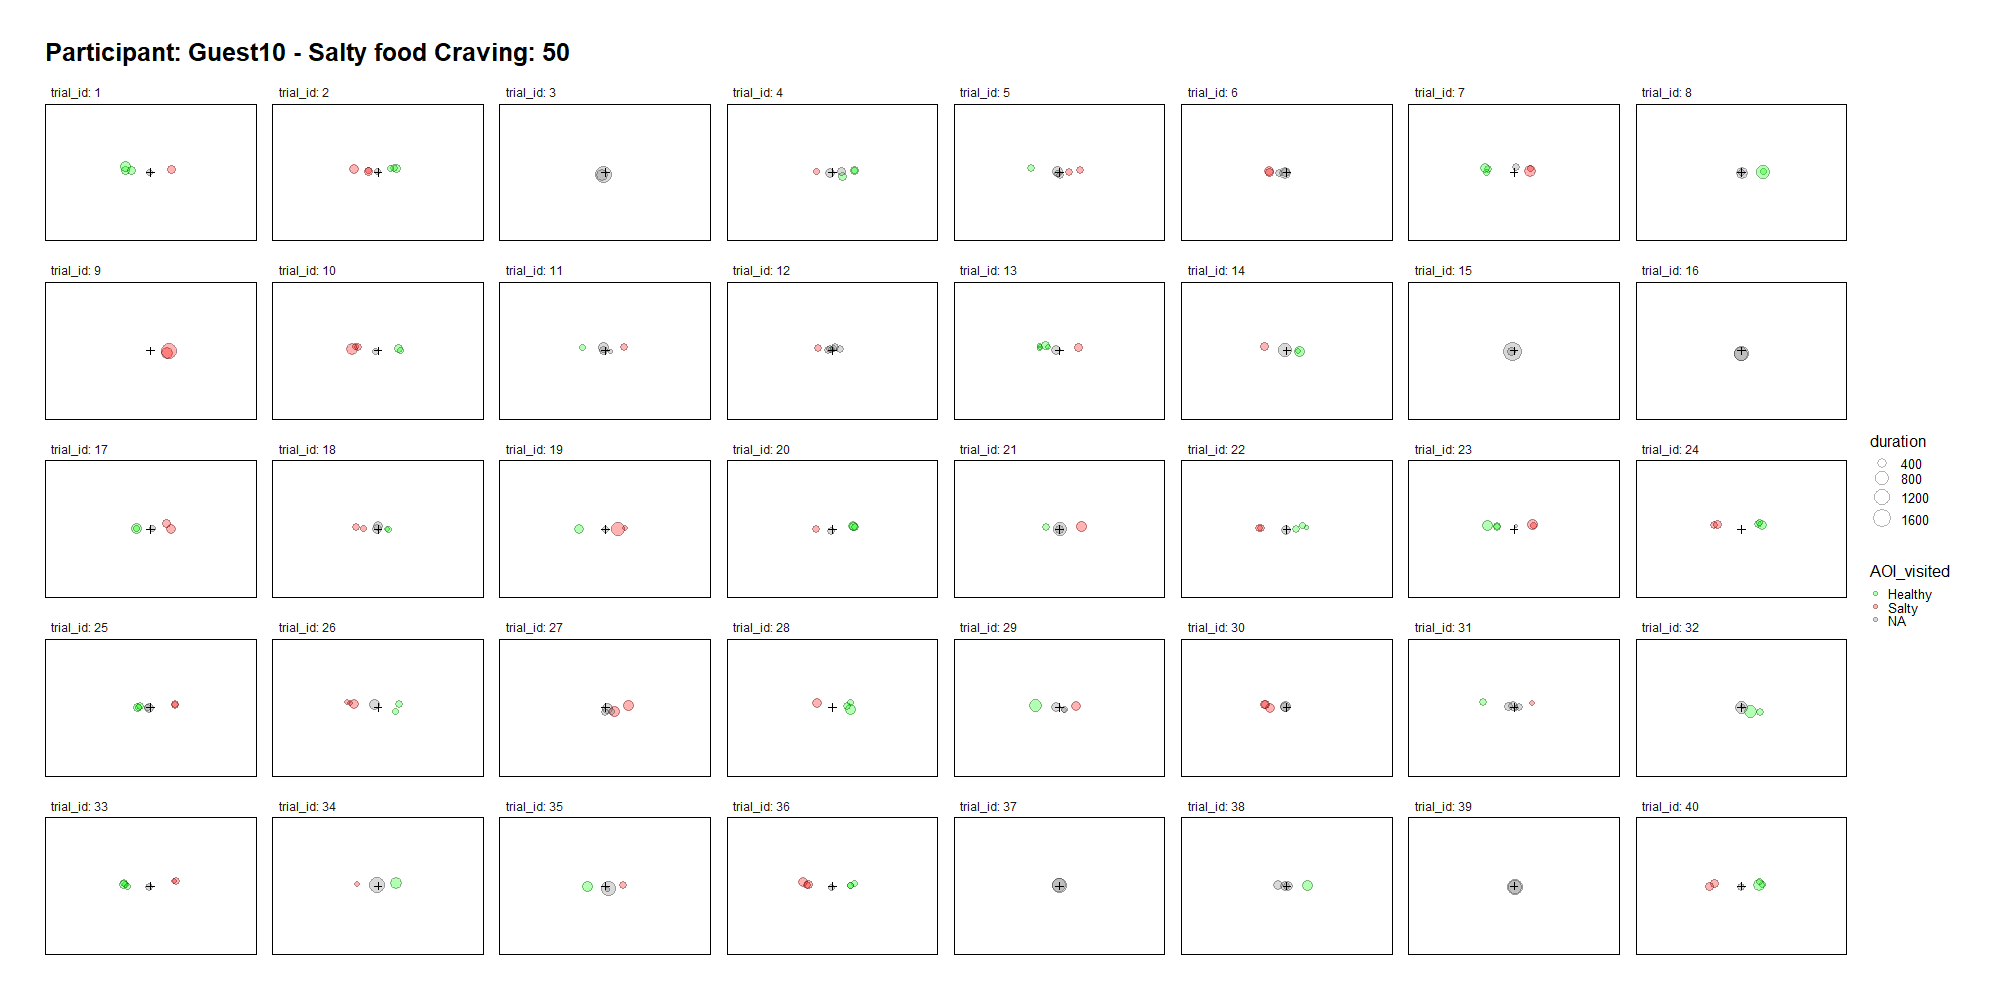 Participant: Guest10 - Salty food Craving: 50
trial_id: 1
trial_id: 2
trial_id: 3
trial_id: 4
trial_id: 5
trial_id: 6
trial_id: 7
trial_id: 8
trial_id: 9
trial_id: 10
trial_id: 11
trial_id: 12
trial_id: 13
trial_id: 14
trial_id: 15
trial_id: 16
trial_id: 17
trial_id: 18
trial_id: 19
trial_id: 20
trial_id: 21
trial_id: 22
trial_id: 23
trial_id: 24
trial_id: 25
trial_id: 26
trial_id: 27
trial_id: 28
trial_id: 29
trial_id: 30
trial_id: 31
trial_id: 32
trial_id: 33
trial_id: 34
trial_id: 35
trial_id: 36
trial_id: 37
trial_id: 38
trial_id: 39
trial_id: 40
duration
400
800
1200
1600
AOI_visited
Healthy
Salty
NA